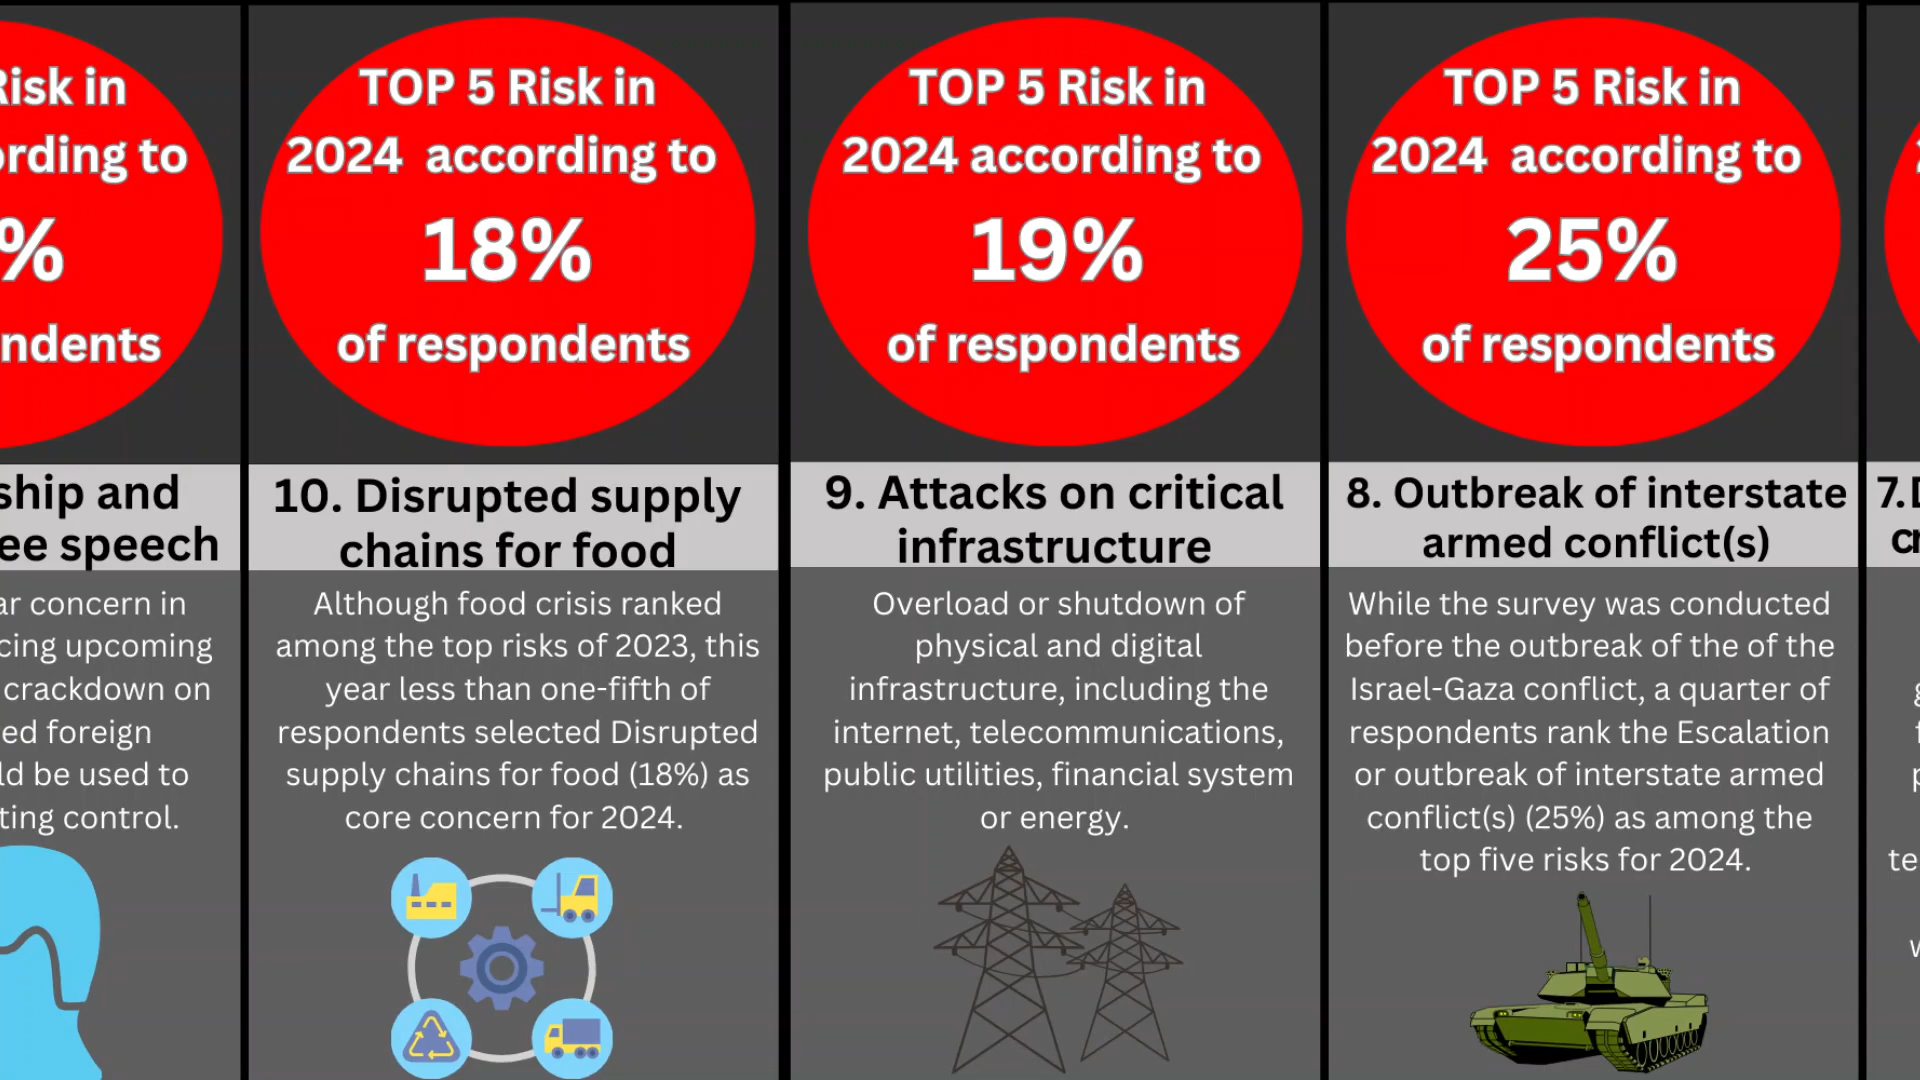 Risk in
ording to
%
ndents
ship and
ee speech
ar concern in
cing upcoming
crackdown on
ed foreign
ld be used to
ting control.
TOP 5 Risk in
2024 according to
18%
of respondents
10. Disrupted supply
chains for food
Although food crisis ranked
among the top risks of 2023, this
year less than one-fifth of
respondents selected Disrupted
supply chains for food (18%) as
core concern for 2024.
TOP 5 Risk in
2024 according to
19%
of respondents
9. Attacks on critical
infrastructure
Overload or shutdown of
physical and digital
infrastructure, including the
internet, telecommunications,
public utilities, financial system
or energy.
TOP 5 Risk in
2024 according to
25%
of respondents
8. Outbreak of interstate
armed conflict(s)
While the survey was conducted
before the outbreak of the of the
Israel-Gaza conflict, a quarter of
respondents rank the Escalation
or outbreak of interstate armed
conflict(s) (25%) as among the
top five risks for 2024.
7.